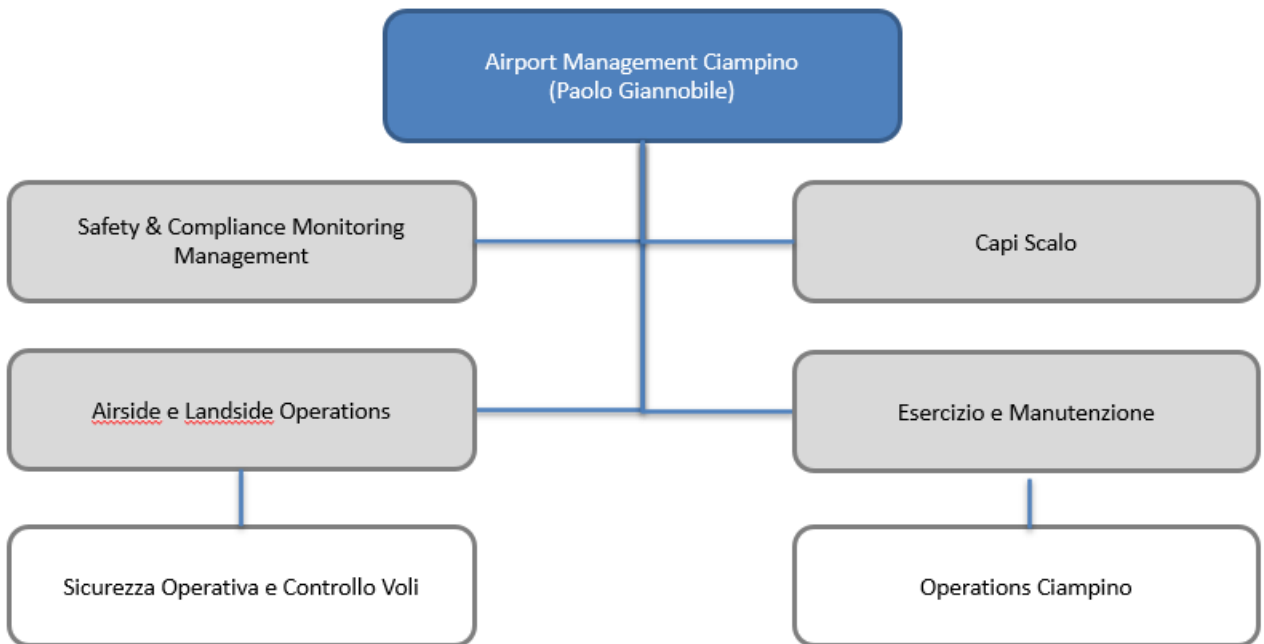 Airport Management Ciampino
(Paolo Giannobile)
Safety & Compliance Monitoring
Management
Capi Scalo
Airside e Landside Operations
Esercizio e Manutenzione
Sicurezza Operativa e Controllo Voli
Operations Ciampino